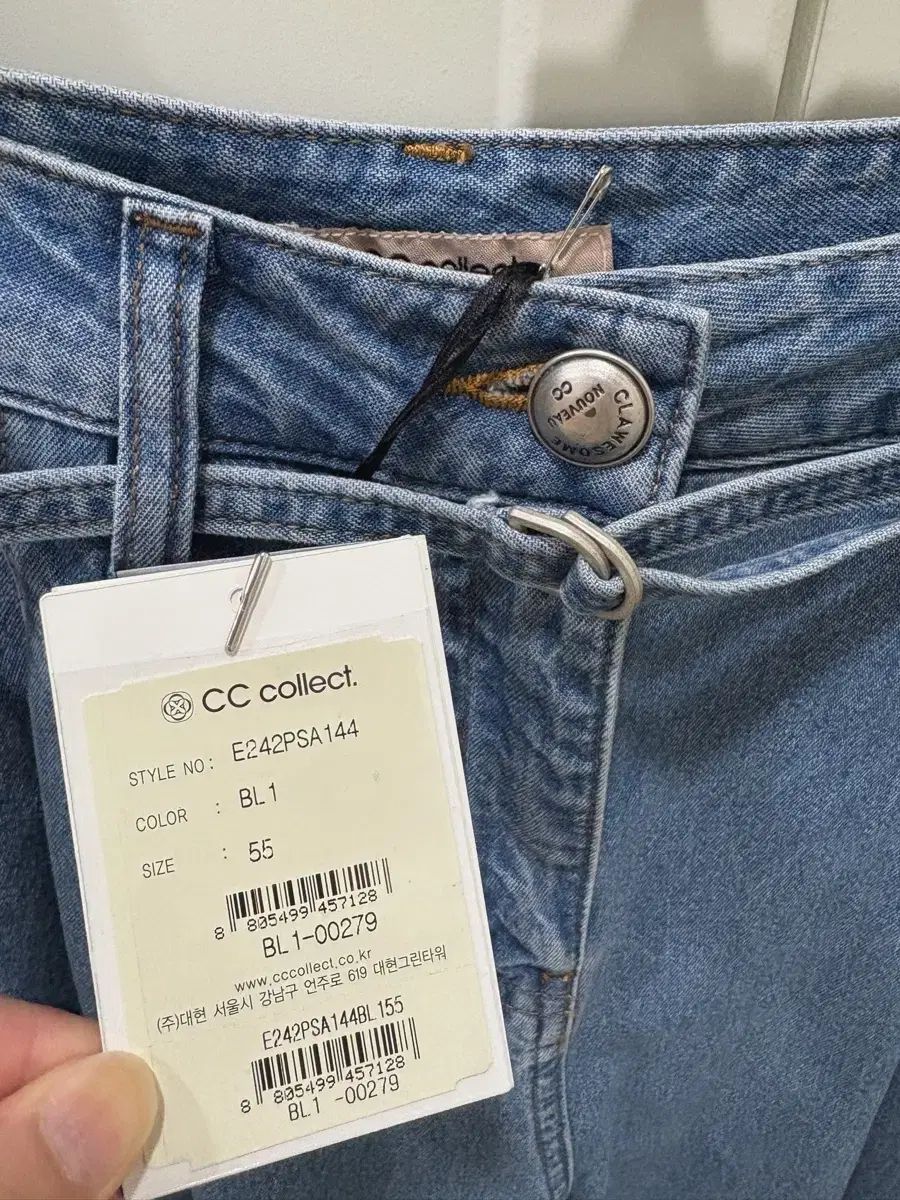 CC collect.
CLAWESOME
NOUVEAU
CC
CC collect.
STYLE NO : E242PSA144
COLOR : BL1
SIZE : 55
8 805499 457128
BL1-00279
www.cccollect.co.kr
(주)대현 서울시 강남구 언주로 619 대현그린타워
E242PSA144BL155
8 805499 457128
BL1 -00279